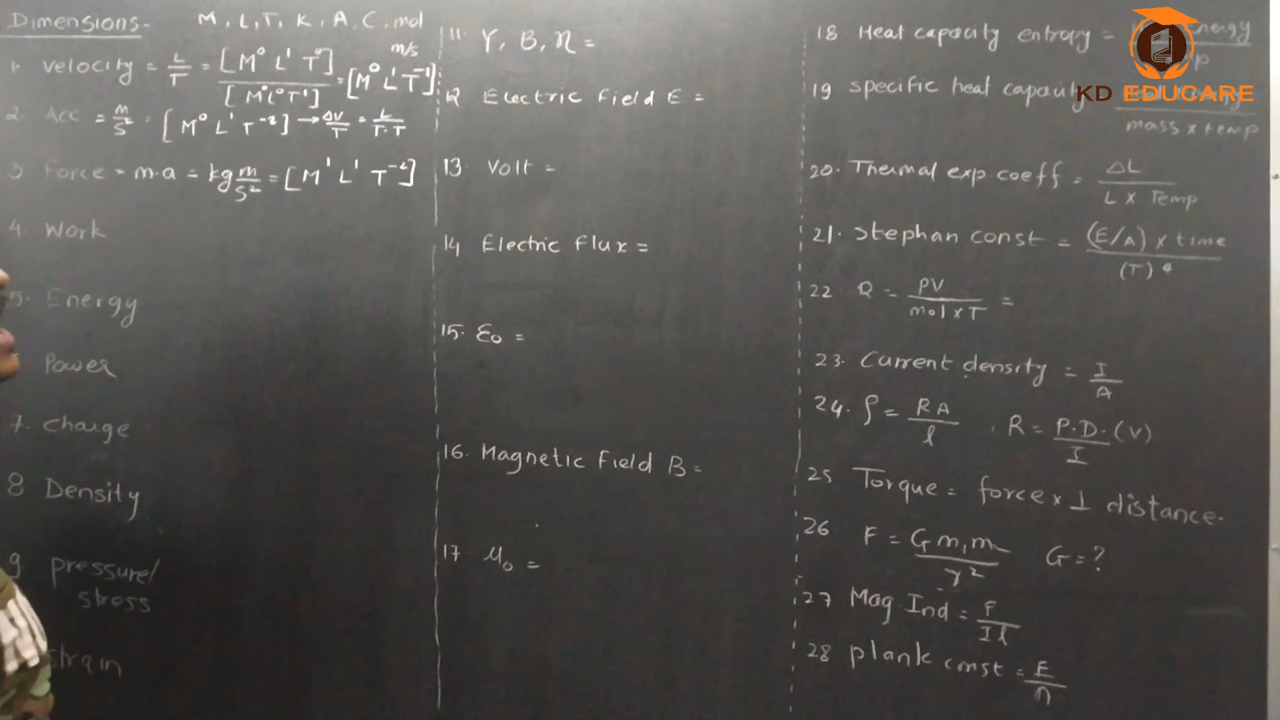 Dimensions- M, L, T, K, A, C, mol
1. velocity = L/T = [M⁰ L¹ T⁰]/[M⁰L⁰T¹] = [M⁰ L¹ T⁻¹] m/s
2. Acc = m/s² = [M⁰ L¹ T⁻²] → ΔV/T = L/T·T
3 Force = m·a = kg m/s² = [M¹ L¹ T⁻²]
4. Work
5. Energy
Power
7. charge
8 Density
9 pressure/
stress
strain
11. Y, B, η =
12 Electric Field E =
13. Volt =
14 Electric Flux =
15. ε₀ =
16. Magnetic Field B =
17 μ₀ =
18 Heat capacity entropy =
19 specific heat capacity
mass x temp
20. Thermal exp coeff = ΔL/L x Temp
21. Stephan const = (E/A) x time/(T)⁴
22 R = PV/mol x T =
23. Current density = I/A
24. ρ = RA/l , R = P.D.(V)/I
25 Torque = force x ⊥ distance.
26 F = G m₁m/r² G = ?
27 Mag Ind = F/Il
28 plank const = E/n
KD EDUCARE